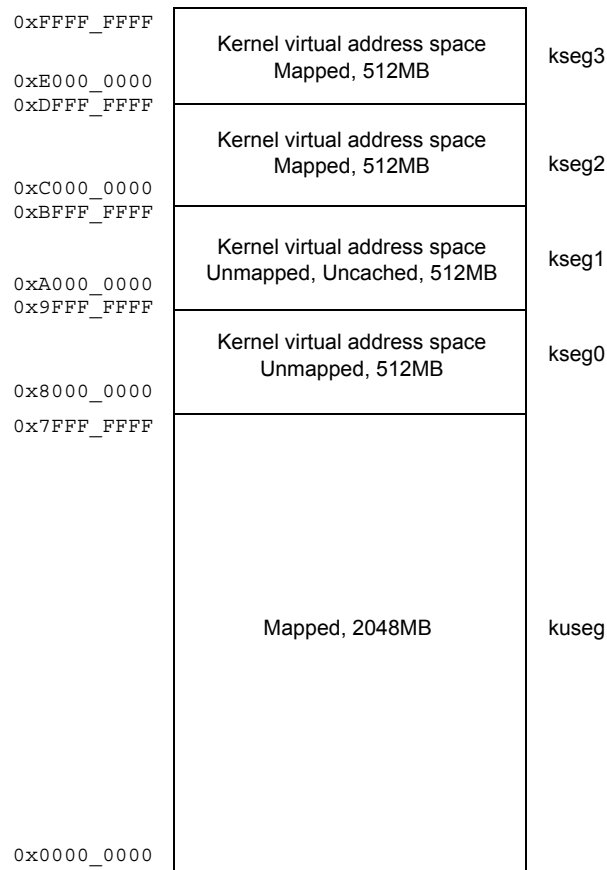 0xFFFF_FFFF
Kernel virtual address space
Mapped, 512MB
kseg3
0xE000_0000
0xDFFF_FFFF
Kernel virtual address space
Mapped, 512MB
kseg2
0xC000_0000
0xBFFF_FFFF
Kernel virtual address space
Unmapped, Uncached, 512MB
kseg1
0xA000_0000
0x9FFF_FFFF
Kernel virtual address space
Unmapped, 512MB
kseg0
0x8000_0000
0x7FFF_FFFF
Mapped, 2048MB
kuseg
0x0000_0000